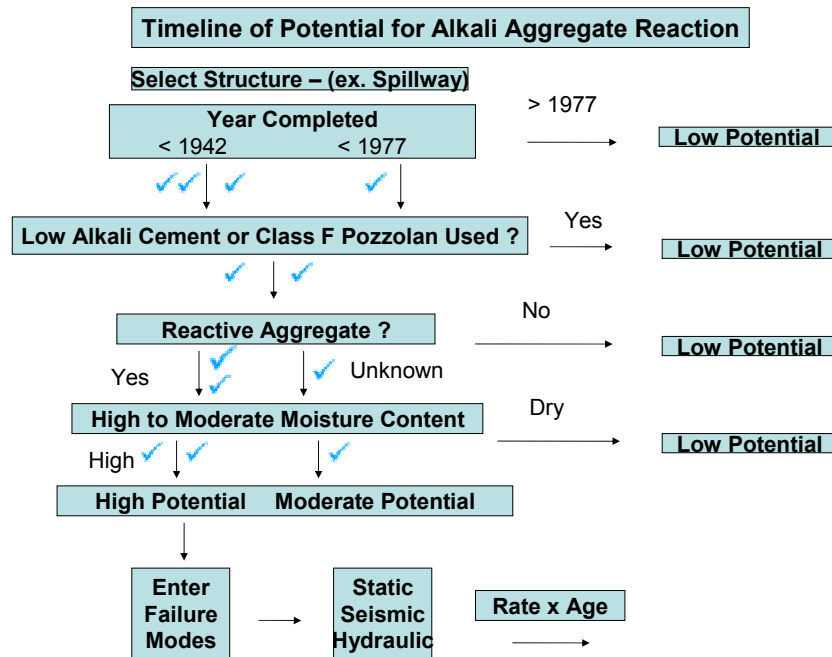 Timeline of Potential for Alkali Aggregate Reaction
Select Structure – (ex. Spillway)
Year Completed
< 1942
< 1977
> 1977
Low Potential
Low Alkali Cement or Class F Pozzolan Used ?
Yes
Low Potential
Reactive Aggregate ?
No
Low Potential
Yes
Unknown
High to Moderate Moisture Content
Dry
Low Potential
High
High Potential
Moderate Potential
Enter
Failure
Modes
Static
Seismic
Hydraulic
Rate x Age